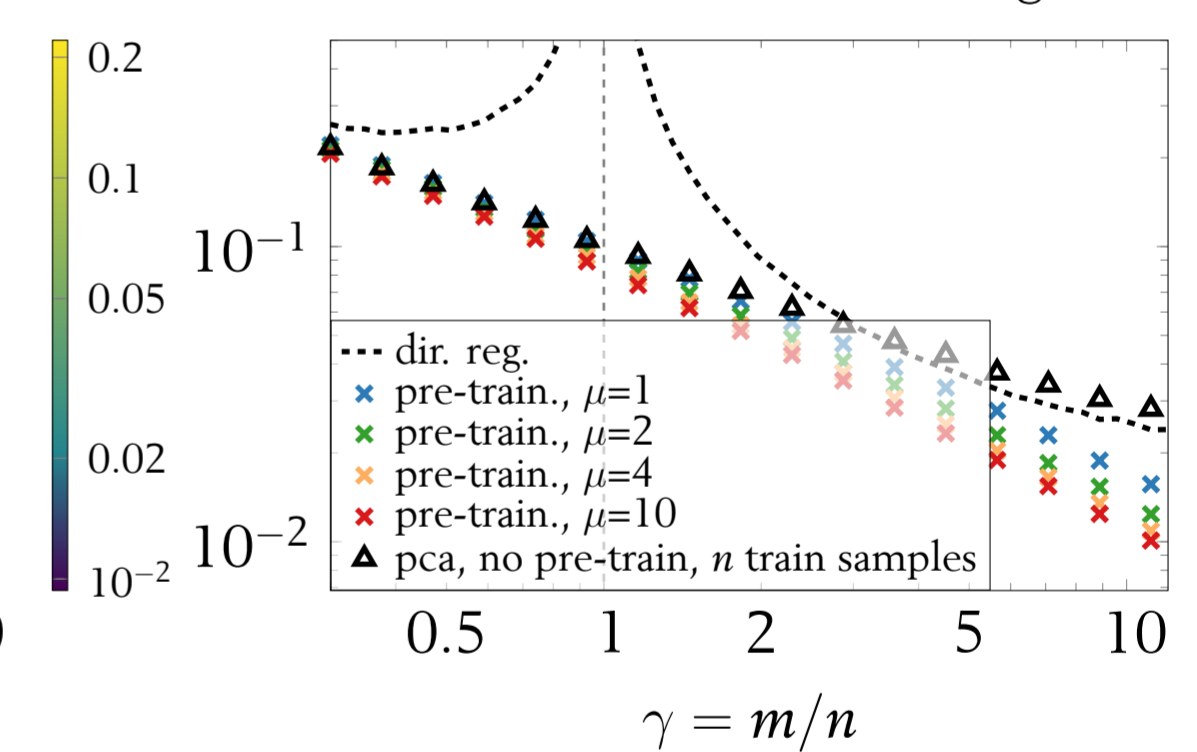 0.2
0.1
0.05
0.02
10⁻²
10⁻¹
10⁻²
dir. reg.
pre-train., μ=1
pre-train., μ=2
pre-train., μ=4
pre-train., μ=10
pca, no pre-train, n train samples
0.5 1 2 5 10
γ = m/n